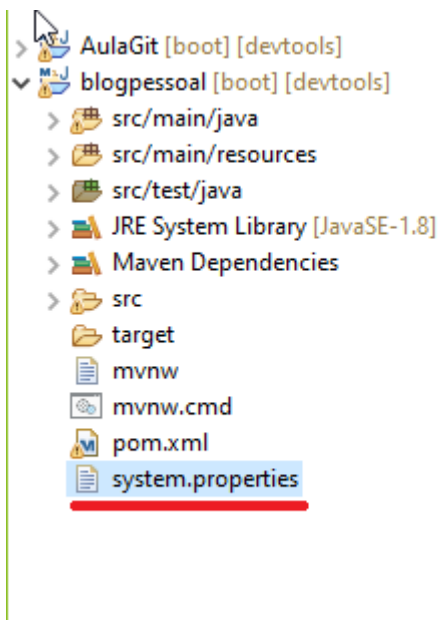 AulaGit [boot] [devtools]
blogpessoal [boot] [devtools]
src/main/java
src/main/resources
src/test/java
JRE System Library [JavaSE-1.8]
Maven Dependencies
src
target
mvnw
mvnw.cmd
pom.xml
system.properties